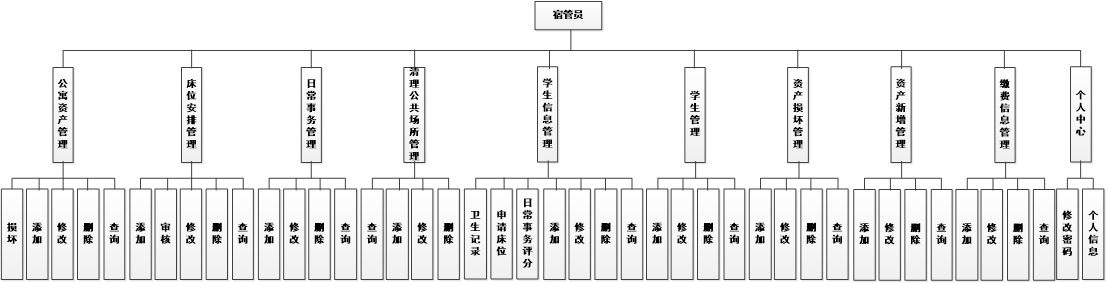 宿管员
公寓资产管理
床位安排管理
日常事务管理
清理公共场所管理
学生信息管理
学生管理
资产损坏管理
资产新增管理
缴费信息管理
个人中心
损坏
添加
修改
删除
查询
添加
审核
修改
删除
查询
添加
修改
删除
查询
查询
添加
修改
删除
卫生记录
申请床位
日常事务评分
添加
修改
删除
查询
添加
修改
删除
查询
添加
修改
删除
查询
添加
修改
删除
查询
添加
修改
删除
查询
修改密码
个人信息